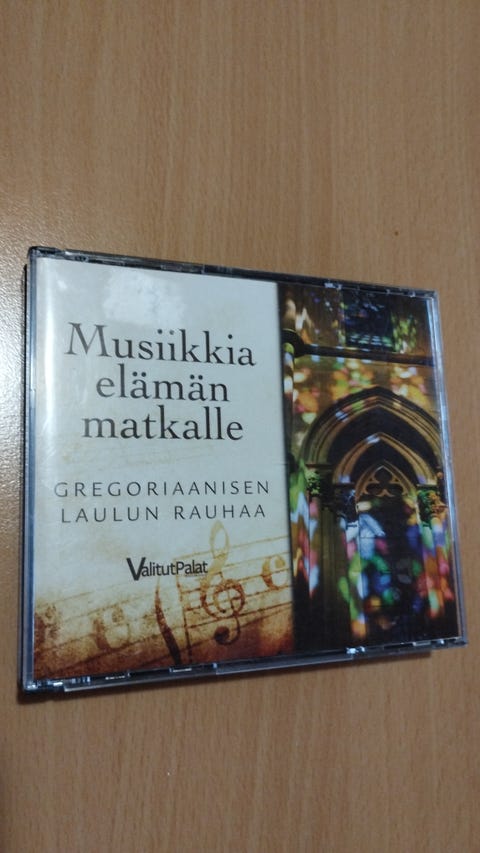 Musiikkia
elämän
matkalle
GREGORIAANISEN
LAULUN RAUHAA
ValitutPalat